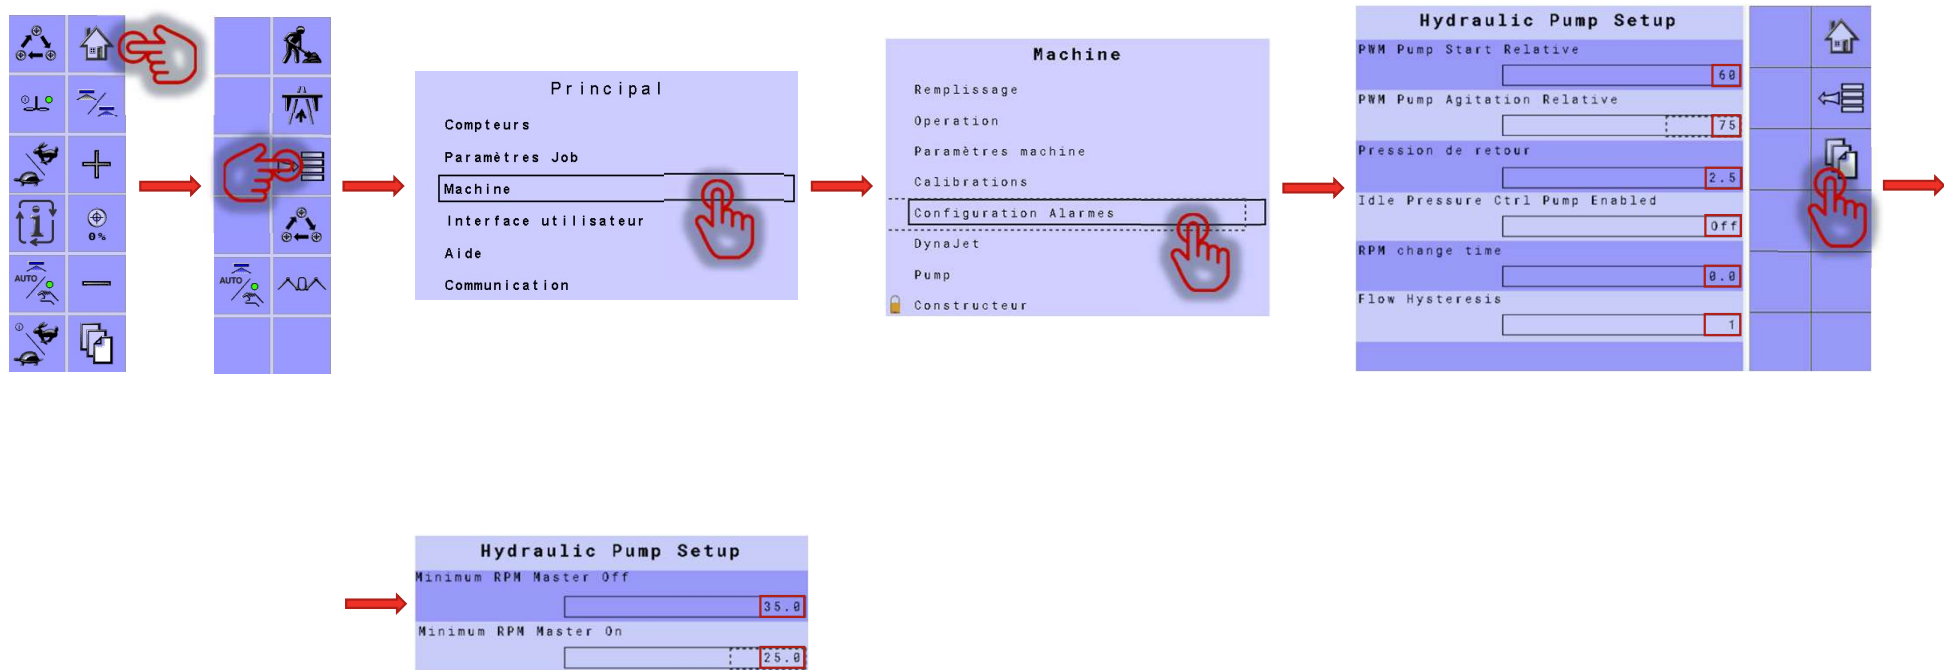 0%
AUTO
AUTO
Principal
Compteurs
Paramètres Job
Machine
Interface utilisateur
Aide
Communication
Machine
Remplissage
Operation
Paramètres machine
Calibrations
Configuration Alarmes
DynaJet
Pump
Constructeur
Hydraulic Pump Setup
PWM Pump Start Relative
60
PWM Pump Agitation Relative
75
Pression de retour
2.5
Idle Pressure Ctrl Pump Enabled
Off
RPM change time
0.0
Flow Hysteresis
1
Hydraulic Pump Setup
Minimum RPM Master Off
35.0
Minimum RPM Master On
25.0